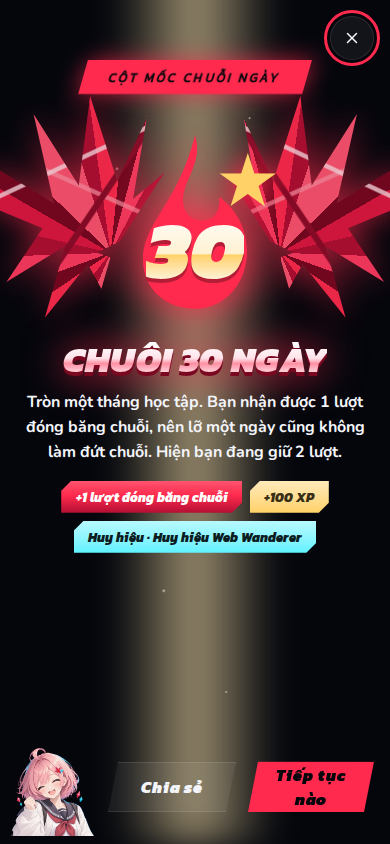 CỘT MỐC CHUỖI NGÀY
30
CHUỖI 30 NGÀY
Tròn một tháng học tập. Bạn nhận được 1 lượt
đóng băng chuỗi, nên lỡ một ngày cũng không
làm đứt chuỗi. Hiện bạn đang giữ 2 lượt.
+1 lượt đóng băng chuỗi
+100 XP
Huy hiệu · Huy hiệu Web Wanderer
Chia sẻ
Tiếp tục
nào